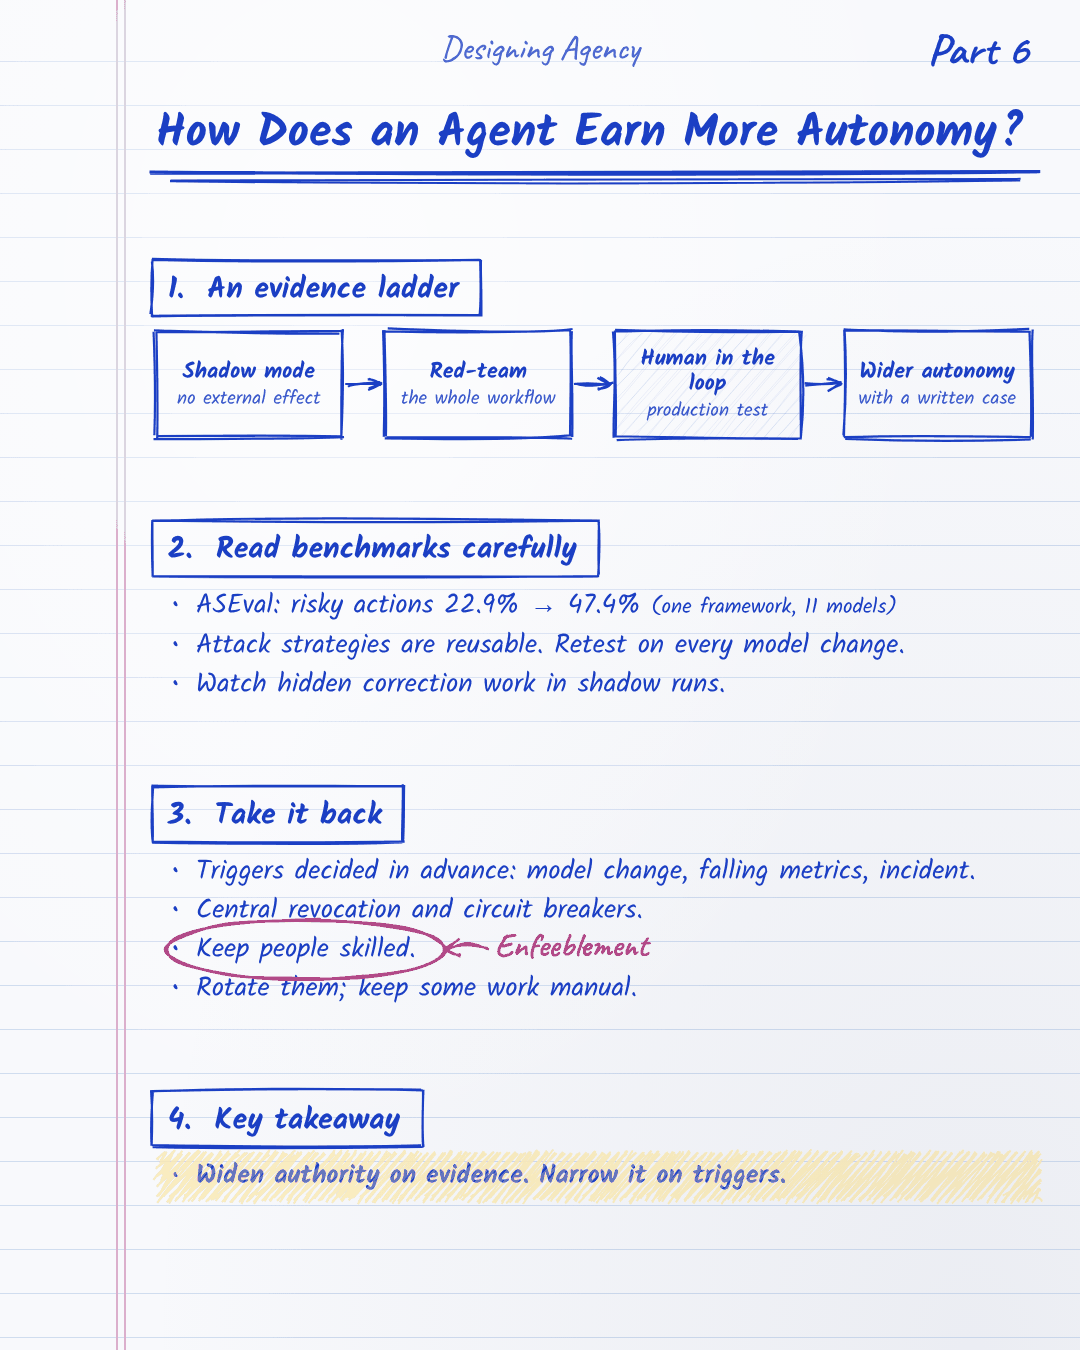 Designing Agency
Part 6
How Does an Agent Earn More Autonomy?
1. An evidence ladder
Shadow mode
no external effect
Red-team
the whole workflow
Human in the
loop
production test
Wider autonomy
with a written case
2. Read benchmarks carefully
· ASEval: risky actions 22.9% → 47.4% (one framework, 11 models)
· Attack strategies are reusable. Retest on every model change.
· Watch hidden correction work in shadow runs.
3. Take it back
· Triggers decided in advance: model change, falling metrics, incident.
· Central revocation and circuit breakers.
· Keep people skilled.
Enfeeblement
· Rotate them; keep some work manual.
4. Key takeaway
· Widen authority on evidence. Narrow it on triggers.